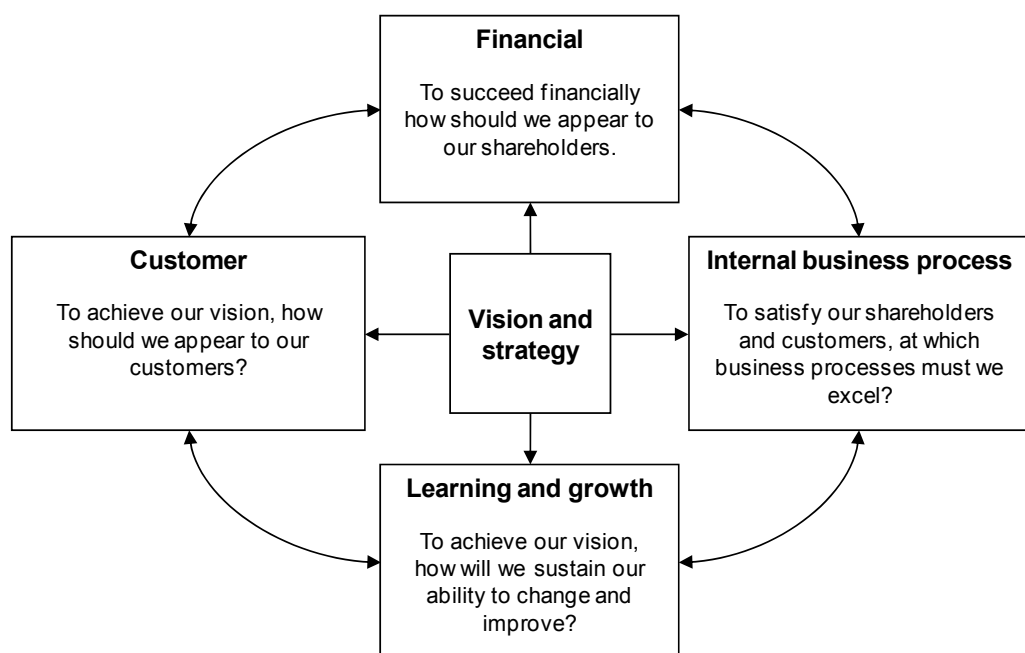 Financial
To succeed financially
how should we appear to
our shareholders.
Customer
To achieve our vision, how
should we appear to our
customers?
Vision and
strategy
Internal business process
To satisfy our shareholders
and customers, at which
business processes must we
excel?
Learning and growth
To achieve our vision,
how will we sustain our
ability to change and
improve?